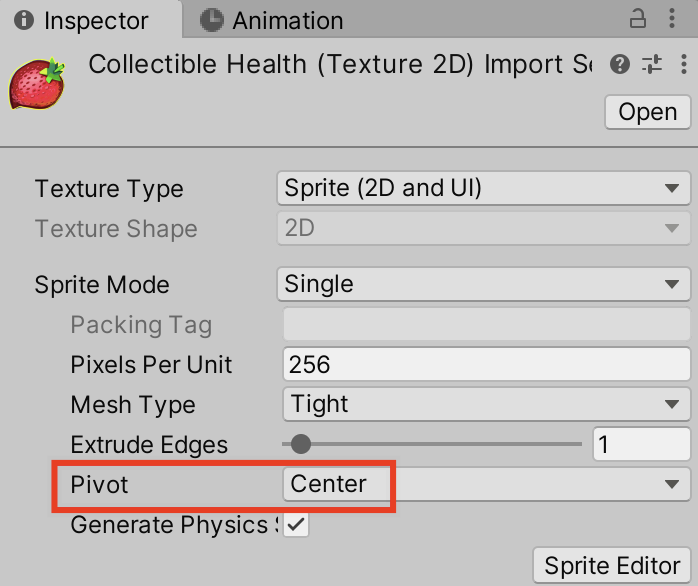 Inspector Animation
Collectible Health (Texture 2D) Import Se
Open
Texture Type Sprite (2D and UI)
Texture Shape 2D
Sprite Mode Single
Packing Tag
Pixels Per Unit 256
Mesh Type Tight
Extrude Edges 1
Pivot Center
Generate Physics S
Sprite Editor